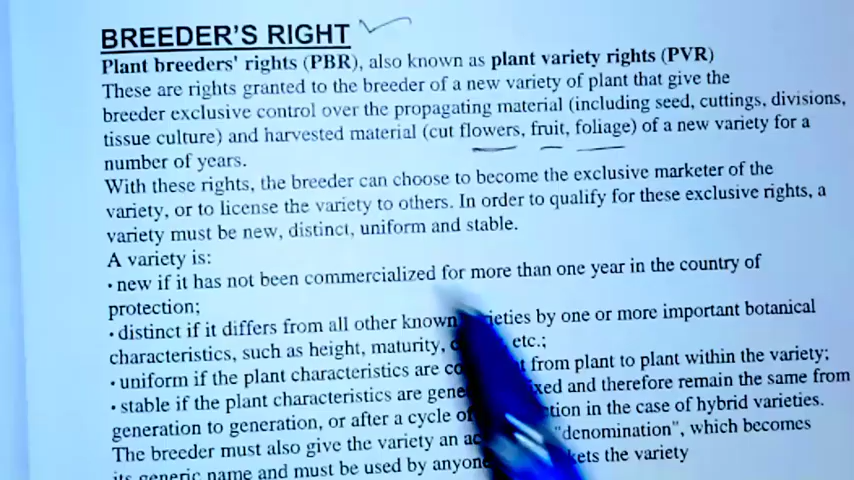 BREEDER'S RIGHT
Plant breeders' rights (PBR), also known as plant variety rights (PVR)
These are rights granted to the breeder of a new variety of plant that give the
breeder exclusive control over the propagating material (including seed, cuttings, divisions,
tissue culture) and harvested material (cut flowers, fruit, foliage) of a new variety for a
number of years.
With these rights, the breeder can choose to become the exclusive marketer of the
variety, or to license the variety to others. In order to qualify for these exclusive rights, a
variety must be new, distinct, uniform and stable.
A variety is:
• new if it has not been commercialized for more than one year in the country of
protection;
• distinct if it differs from all other known by one or more important botanical
characteristics, such as height, maturity, etc.;
• uniform if the plant characteristics are from plant to plant within the variety;
• stable if the plant characteristics are and therefore remain the same from
generation to generation, or after a cycle of in the case of hybrid varieties.
The breeder must also give the variety an "denomination", which becomes
its generic name and must be used by the variety